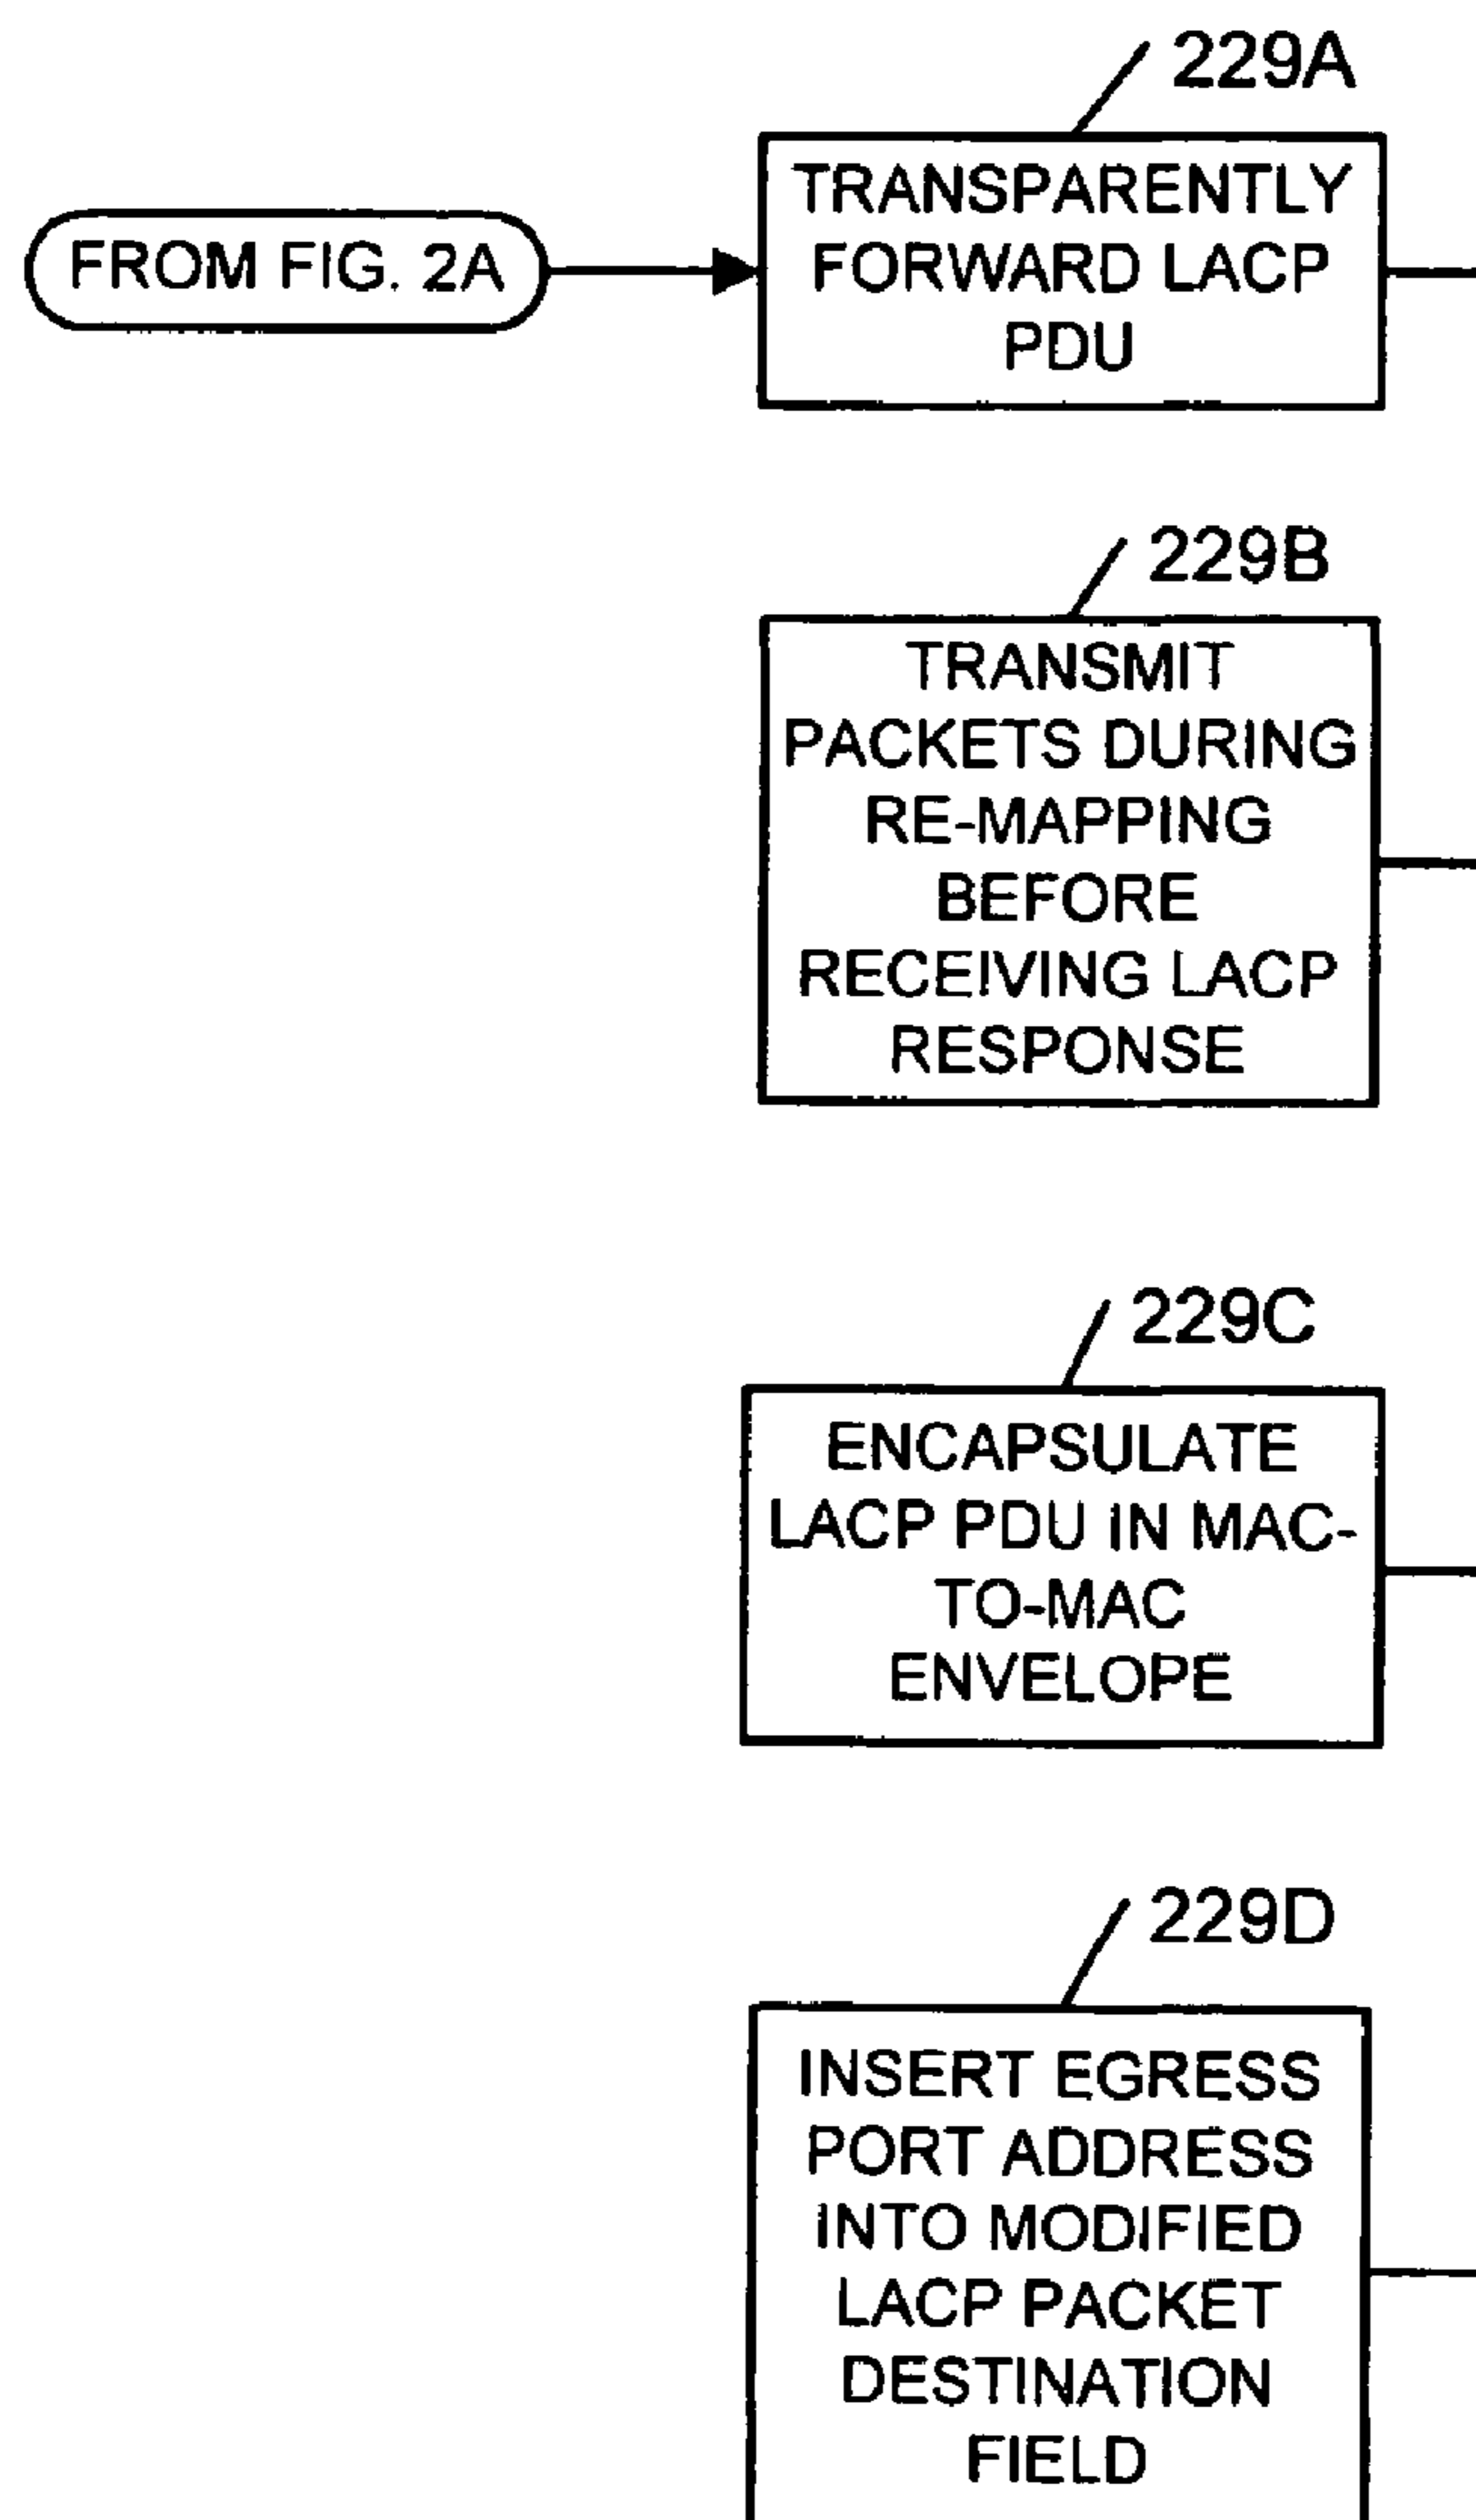 229A
TRANSPARENTLY
FROM FIG. 2A
FORWARD LACP
PDU
229B
TRANSMIT
PACKETS DURING
RE-MAPPING
BEFORE
RECEIVING LACP
RESPONSE
229C
ENCAPSULATE
LACP PDU IN MAC-
TO-MAC
ENVELOPE
229D
INSERT EGRESS
PORT ADDRESS
INTO MODIFIED
LACP PACKET
DESTINATION
FIELD